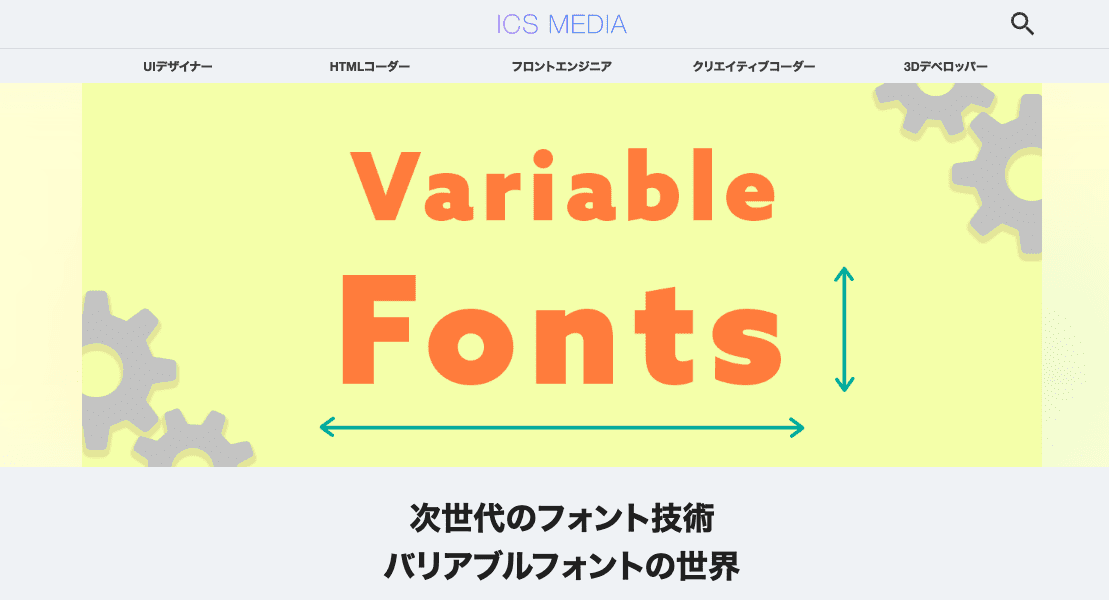 ICS MEDIA
UIデザイナー
HTMLコーダー
フロントエンジニア
クリエイティブコーダー
3Dデベロッパー
Variable
Fonts
次世代のフォント技術
バリアブルフォントの世界